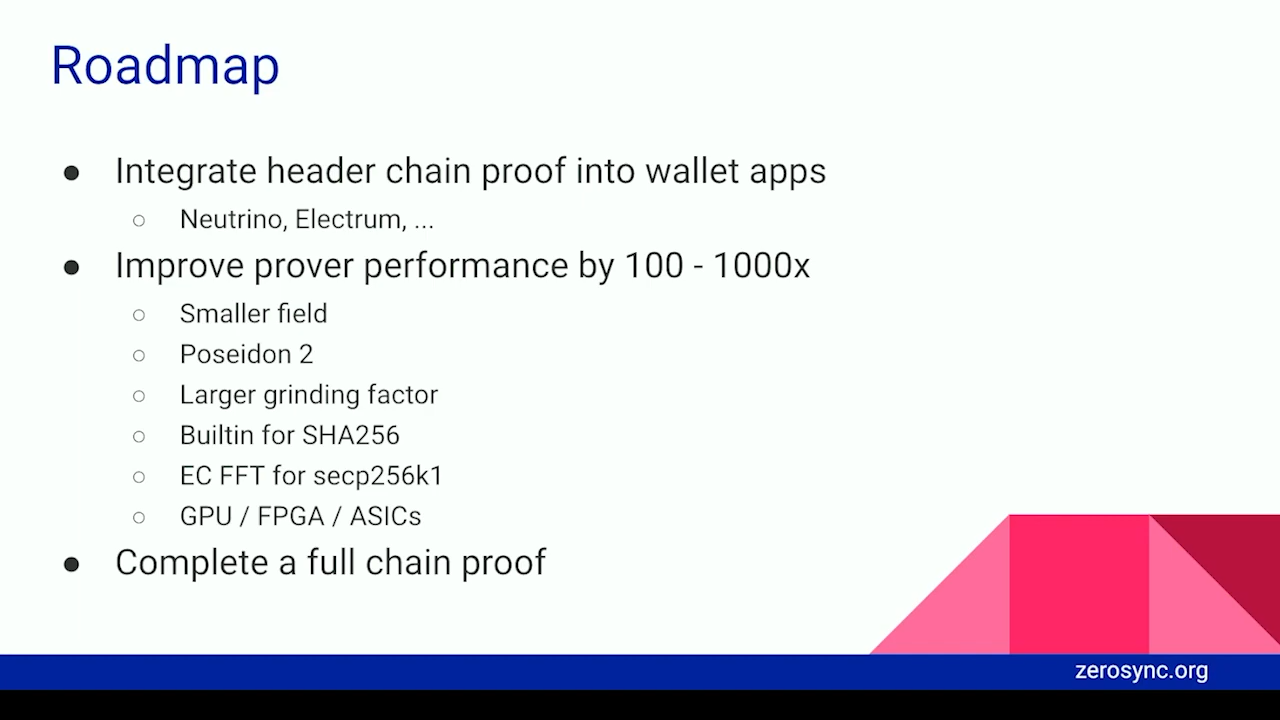 Roadmap
● Integrate header chain proof into wallet apps
○ Neutrino, Electrum, ...
● Improve prover performance by 100 - 1000x
○ Smaller field
○ Poseidon 2
○ Larger grinding factor
○ Builtin for SHA256
○ EC FFT for secp256k1
○ GPU / FPGA / ASICs
● Complete a full chain proof
zerosync.org